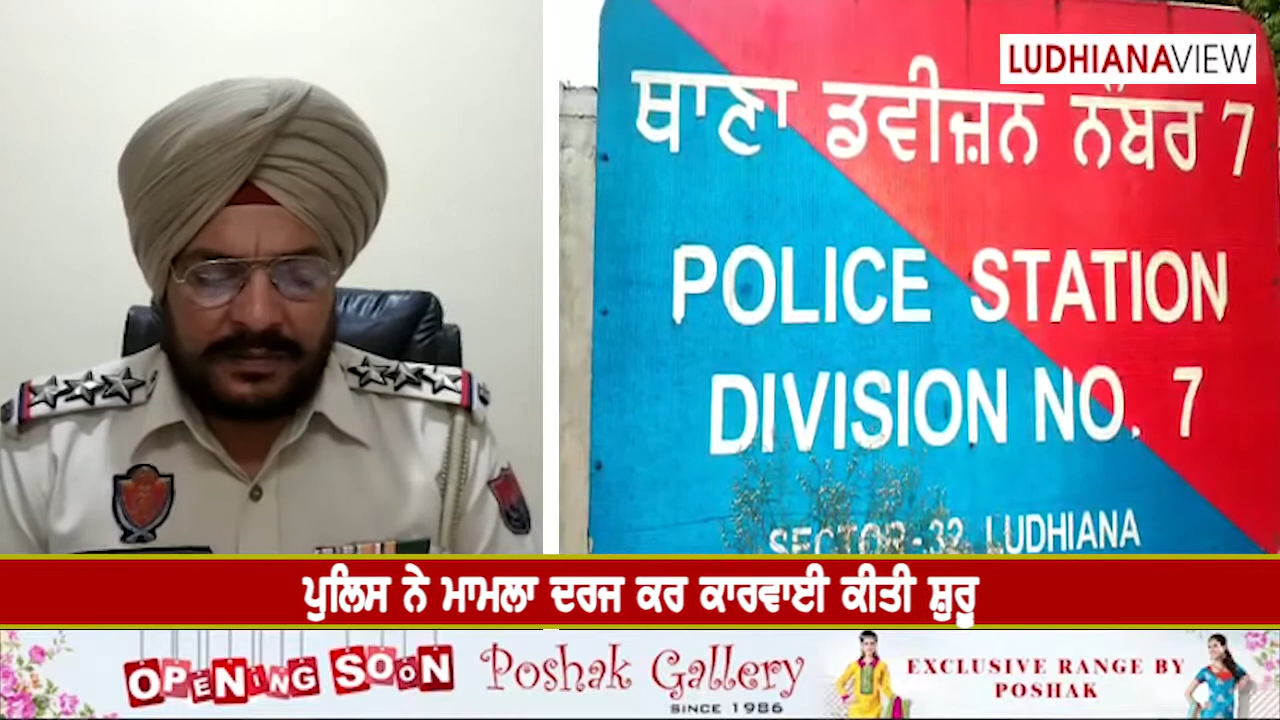 LUDHIANAVIEW
ਥਾਣਾ ਡਵੀਜ਼ਨ ਨੰਬਰ 7
POLICE STATION
DIVISION NO. 7
SECTOR-32 LUDHIANA
ਪੁਲਿਸ ਨੇ ਮਾਮਲਾ ਦਰਜ ਕਰ ਕਾਰਵਾਈ ਕੀਤੀ ਸ਼ੁਰੂ
OPENING SOON
Poshak Gallery
SINCE 1986
EXCLUSIVE RANGE BY
POSHAK